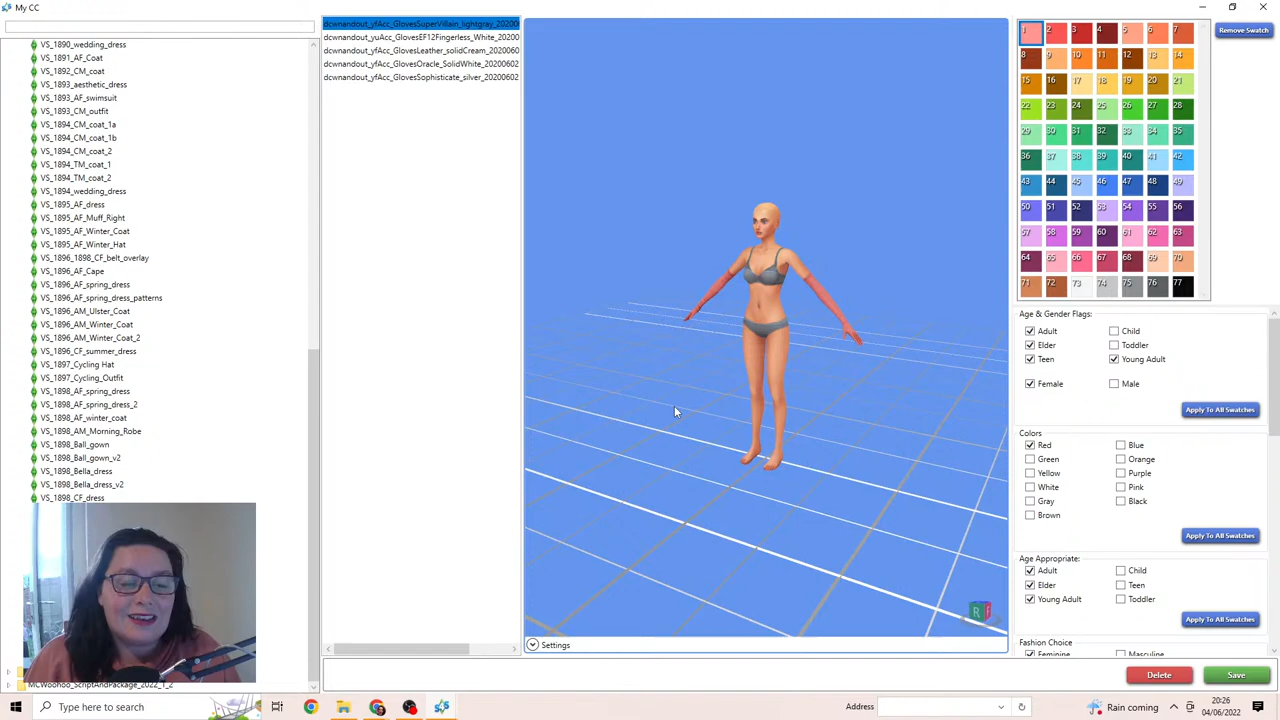 My CC
VS_1890_wedding_dress
VS_1891_AF_Coat
VS_1892_CM_coat
VS_1893_aesthetic_dress
VS_1893_AF_swimsuit
VS_1893_CM_outfit
VS_1894_CM_coat_1a
VS_1894_CM_coat_1b
VS_1894_CM_coat_2
VS_1894_TM_coat_1
VS_1894_TM_coat_2
VS_1894_wedding_dress
VS_1895_AF_dress
VS_1895_AF_Muff_Right
VS_1895_AF_Winter_Coat
VS_1895_AF_Winter_Hat
VS_1896_1898_CF_belt_overlay
VS_1896_AF_Cape
VS_1896_AF_spring_dress
VS_1896_AF_spring_dress_patterns
VS_1896_AM_Ulster_Coat
VS_1896_AM_Winter_Coat
VS_1896_AM_Winter_Coat_2
VS_1896_CF_summer_dress
VS_1897_Cycling Hat
VS_1897_Cycling_Outfit
VS_1898_AF_spring_dress
VS_1898_AF_spring_dress_2
VS_1898_AF_winter_coat
VS_1898_AM_Morning_Robe
VS_1898_Ball_gown
VS_1898_Ball_gown_v2
VS_1898_Bella_dress
VS_1898_Bella_dress_v2
VS_1898_CF_dress
MCWoohoo_ScriptAndPackage_2022_1_2
dcwnandout_yfAcc_GlovesSuperVillain_lightgray_20200
dcwnandout_yuAcc_GlovesEF12Fingerless_White_20200
dcwnandout_yfAcc_GlovesLeather_solidCream_2020060
dcwnandout_yfAcc_GlovesOracle_SolidWhite_20200602
dcwnandout_yfAcc_GlovesSophisticate_silver_20200602
Settings
1 2 3 4 5 6 7
8 9 10 11 12 13 14
15 16 17 18 19 20 21
22 23 24 25 26 27 28
29 30 31 32 33 34 35
36 37 38 39 40 41 42
43 44 45 46 47 48 49
50 51 52 53 54 55 56
57 58 59 60 61 62 63
64 65 66 67 68 69 70
71 72 73 74 75 76 77
Remove Swatch
Age & Gender Flags:
Adult Child
Elder Toddler
Teen Young Adult
Female Male
Apply To All Swatches
Colors
Red Blue
Green Orange
Yellow Purple
White Pink
Gray Black
Brown
Apply To All Swatches
Age Appropriate:
Adult Child
Elder Teen
Young Adult Toddler
Apply To All Swatches
Fashion Choice
Feminine Masculine
Delete Save
Type here to search
Address
Rain coming
20:26
04/06/2022